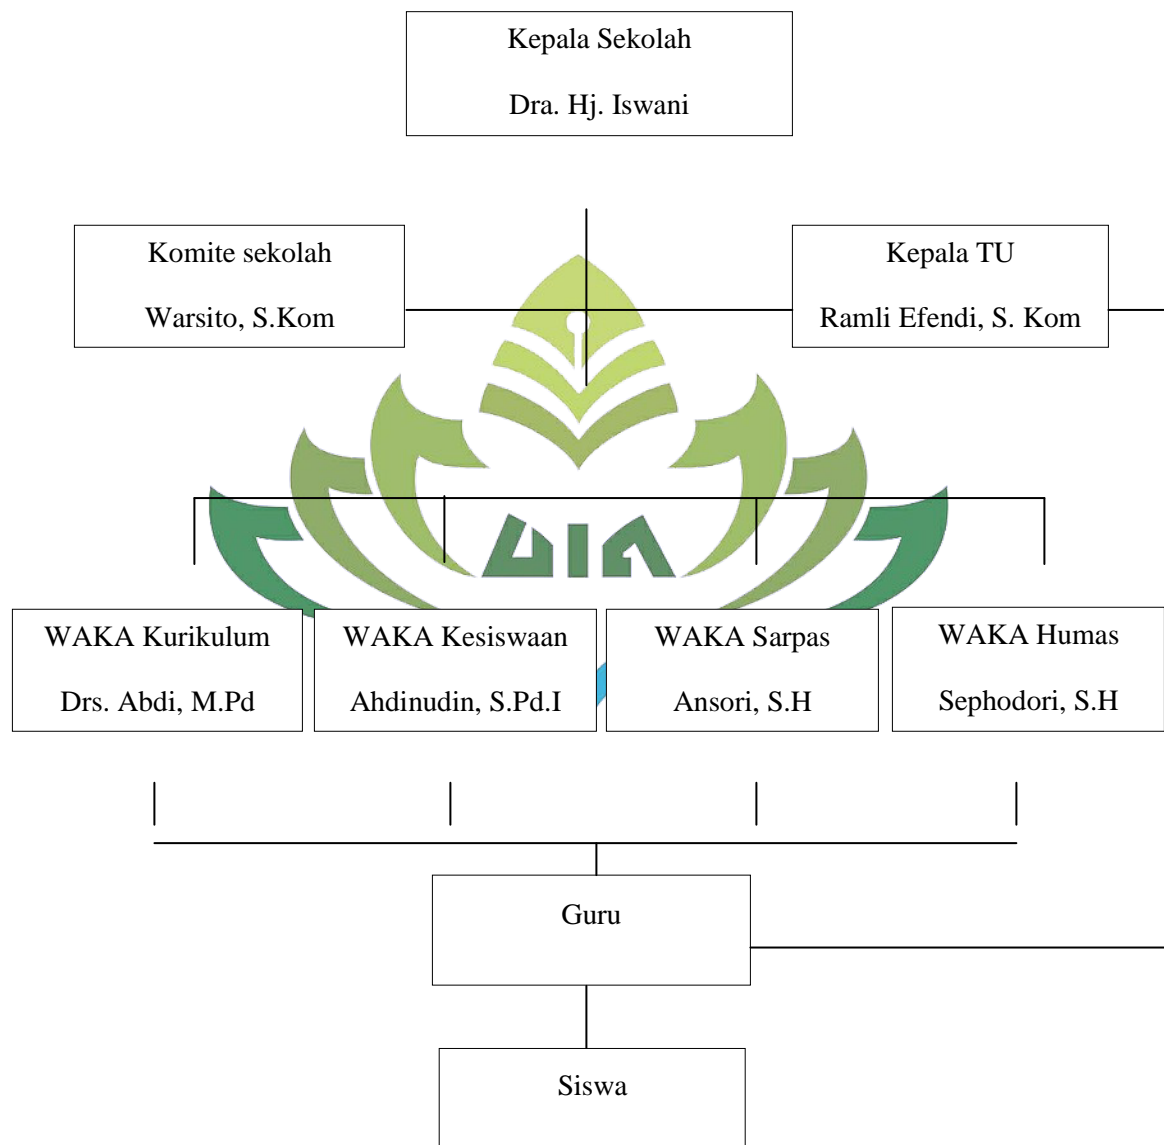 Kepala Sekolah
Dra. Hj. Iswani
Komite sekolah
Warsito, S.Kom
Kepala TU
Ramli Efendi, S. Kom
UIN
WAKA Kurikulum
Drs. Abdi, M.Pd
WAKA Kesiswaan
Ahdinudin, S.Pd.I
WAKA Sarpas
Ansori, S.H
WAKA Humas
Sephodori, S.H
Guru
Siswa